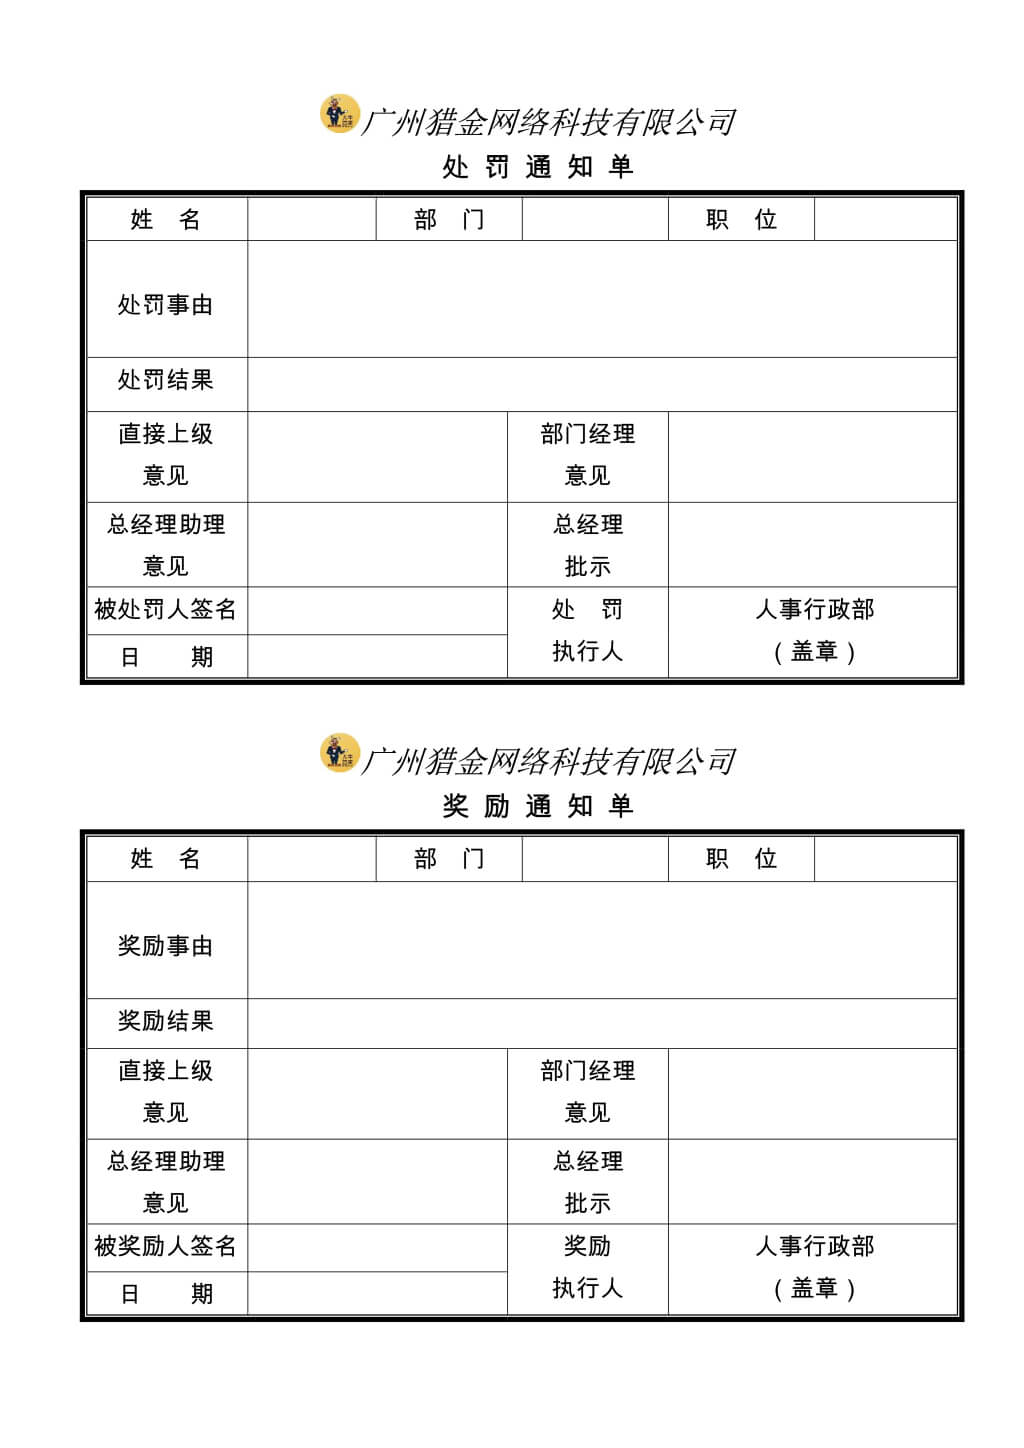 广州猎金网络科技有限公司
处 罚 通 知 单
姓 名 部 门 职 位
处罚事由
处罚结果
直接上级 部门经理
意见 意见
总经理助理 总经理
意见 批示
被处罚人签名 处 罚 人事行政部
日 期 执行人 （盖章）
广州猎金网络科技有限公司
奖 励 通 知 单
姓 名 部 门 职 位
奖励事由
奖励结果
直接上级 部门经理
意见 意见
总经理助理 总经理
意见 批示
被奖励人签名 奖励 人事行政部
日 期 执行人 （盖章）